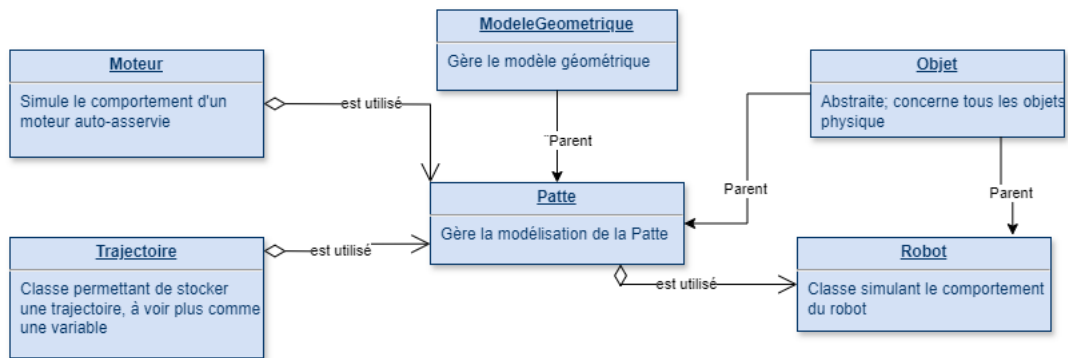 ModeleGeometrique
Gère le modèle géométrique
Moteur
Simule le comportement d'un
moteur auto-asservie
Objet
Abstraite; concerne tous les objets
physique
est utilisé
Parent
Parent
Parent
Patte
Gère la modélisation de la Patte
Trajectoire
Classe permettant de stocker
une trajectoire, à voir plus comme
une variable
est utilisé
est utilisé
Robot
Classe simulant le comportement
du robot